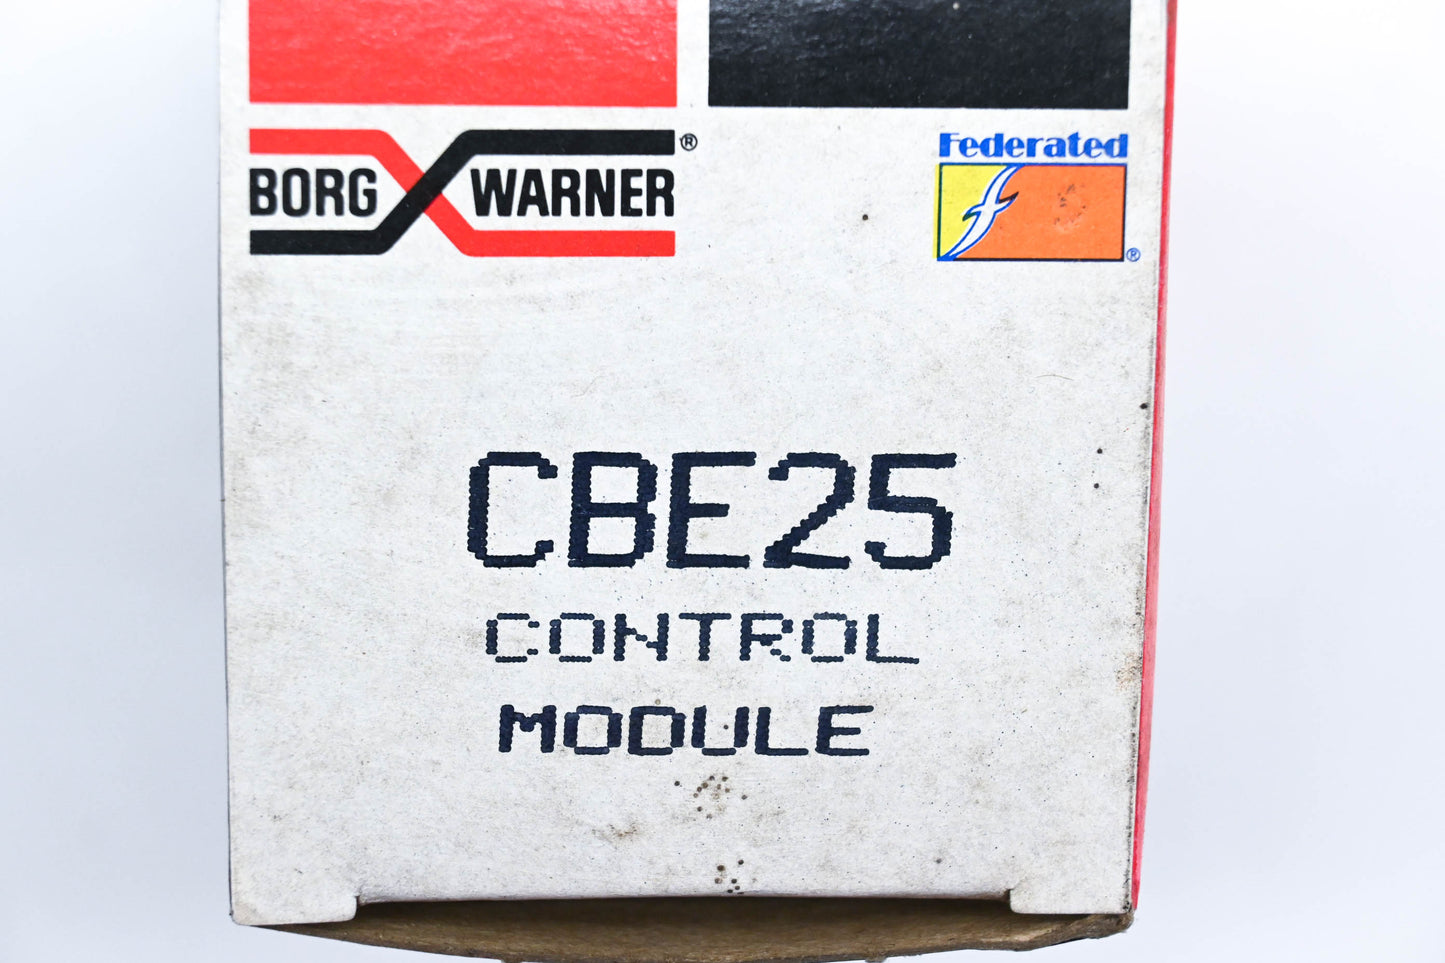 BORG WARNER®
Federated
f
®
CBE25
CONTROL
MODULE